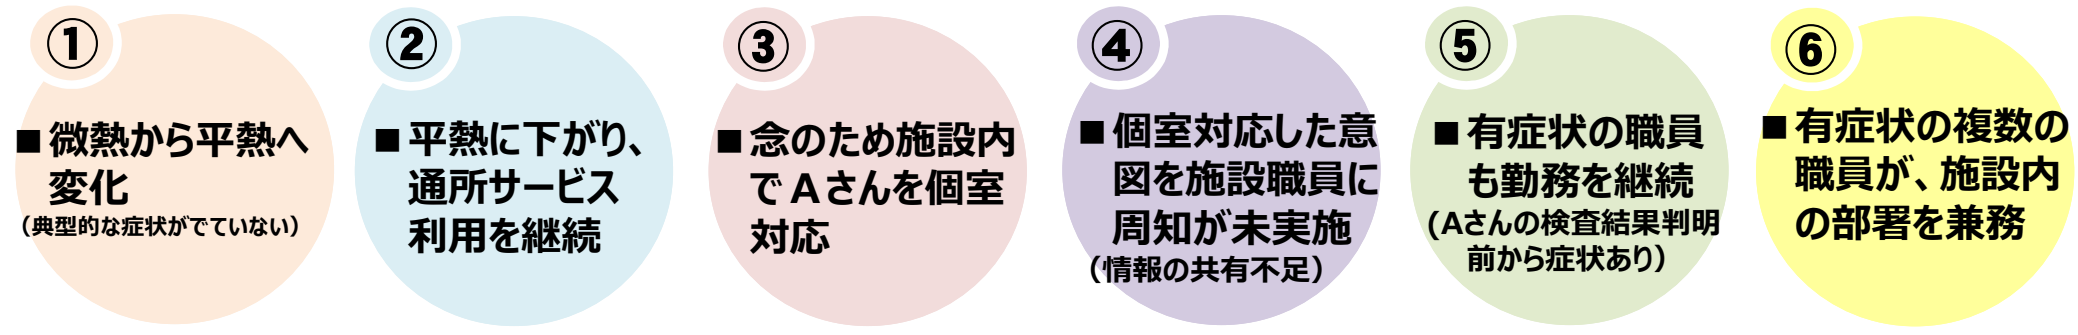 ①
■微熱から平熱へ
変化
（典型的な症状がでていない）
②
■平熱に下がり、
通所サービス
利用を継続
③
■念のため施設内
でAさんを個室
対応
④
■個室対応した意
図を施設職員に
周知が未実施
（情報の共有不足）
⑤
■有症状の職員
も勤務を継続
(Aさんの検査結果判明
前から症状あり）
⑥
■有症状の複数の
職員が、施設内
の部署を兼務